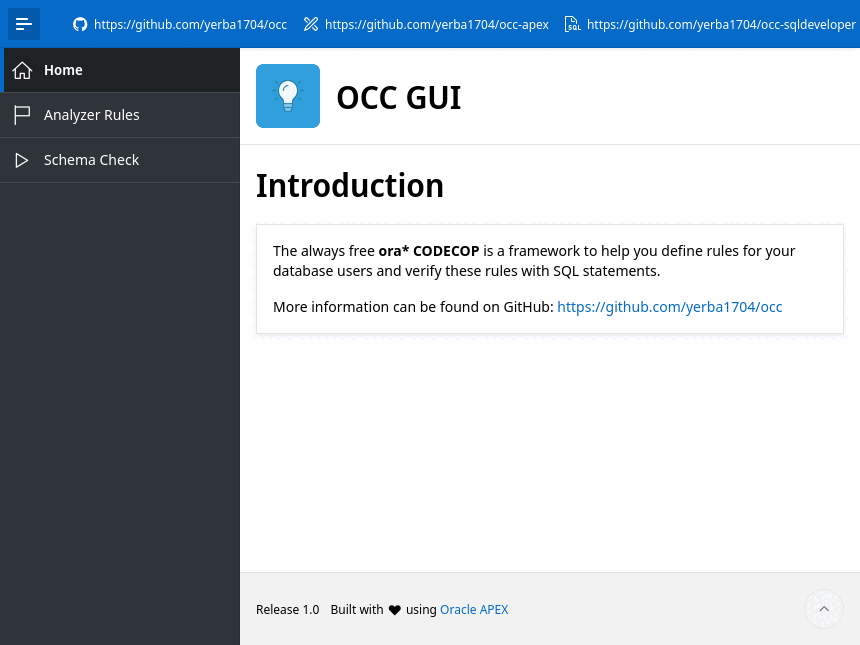 https://github.com/yerba1704/occ https://github.com/yerba1704/occ-apex https://github.com/yerba1704/occ-sqldeveloper
Home
Analyzer Rules
Schema Check
OCC GUI
Introduction
The always free ora* CODECOP is a framework to help you define rules for your
database users and verify these rules with SQL statements.
More information can be found on GitHub: https://github.com/yerba1704/occ
Release 1.0 Built with ♥ using Oracle APEX